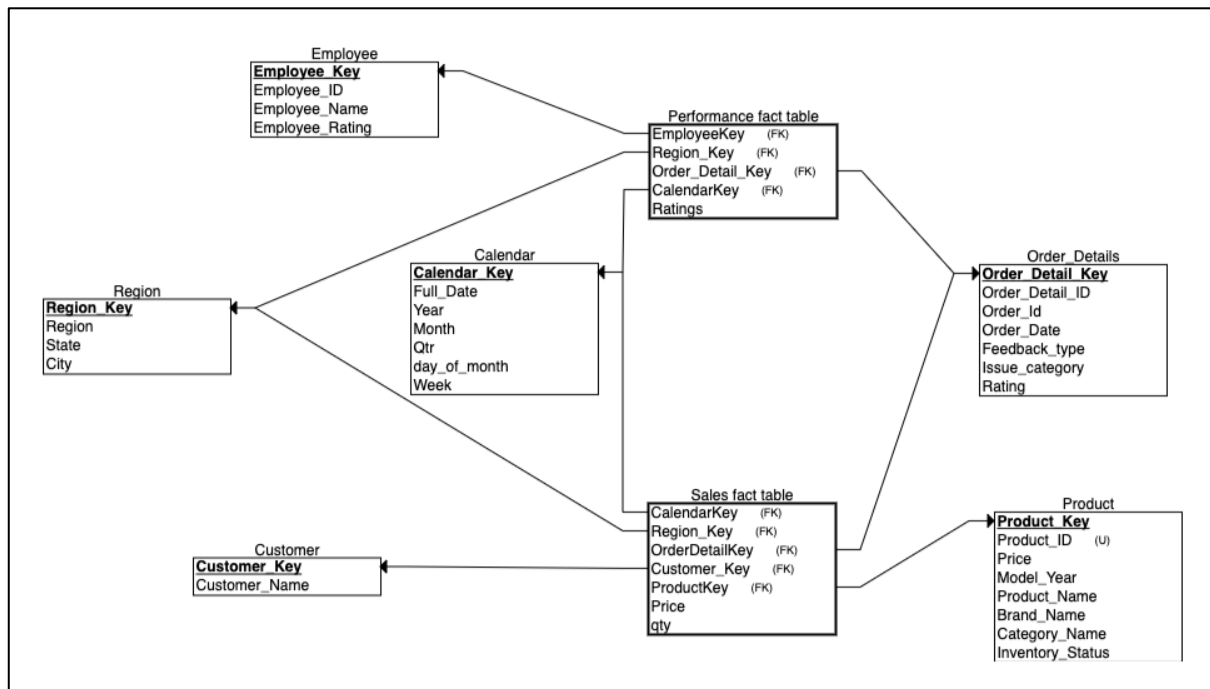 Employee
Employee_Key
Employee_ID
Employee_Name
Employee_Rating
Performance fact table
EmployeeKey (FK)
Region_Key (FK)
Order_Detail_Key (FK)
CalendarKey (FK)
Ratings
Calendar
Calendar_Key
Full_Date
Year
Month
Qtr
day_of_month
Week
Order_Details
Order_Detail_Key
Order_Detail_ID
Order_Id
Order_Date
Feedback_type
Issue_category
Rating
Region
Region_Key
Region
State
City
Sales fact table
CalendarKey (FK)
Region_Key (FK)
OrderDetailKey (FK)
Customer_Key (FK)
ProductKey (FK)
Price
qty
Product
Product_Key
Product_ID (U)
Price
Model_Year
Product_Name
Brand_Name
Category_Name
Inventory_Status
Customer
Customer_Key
Customer_Name